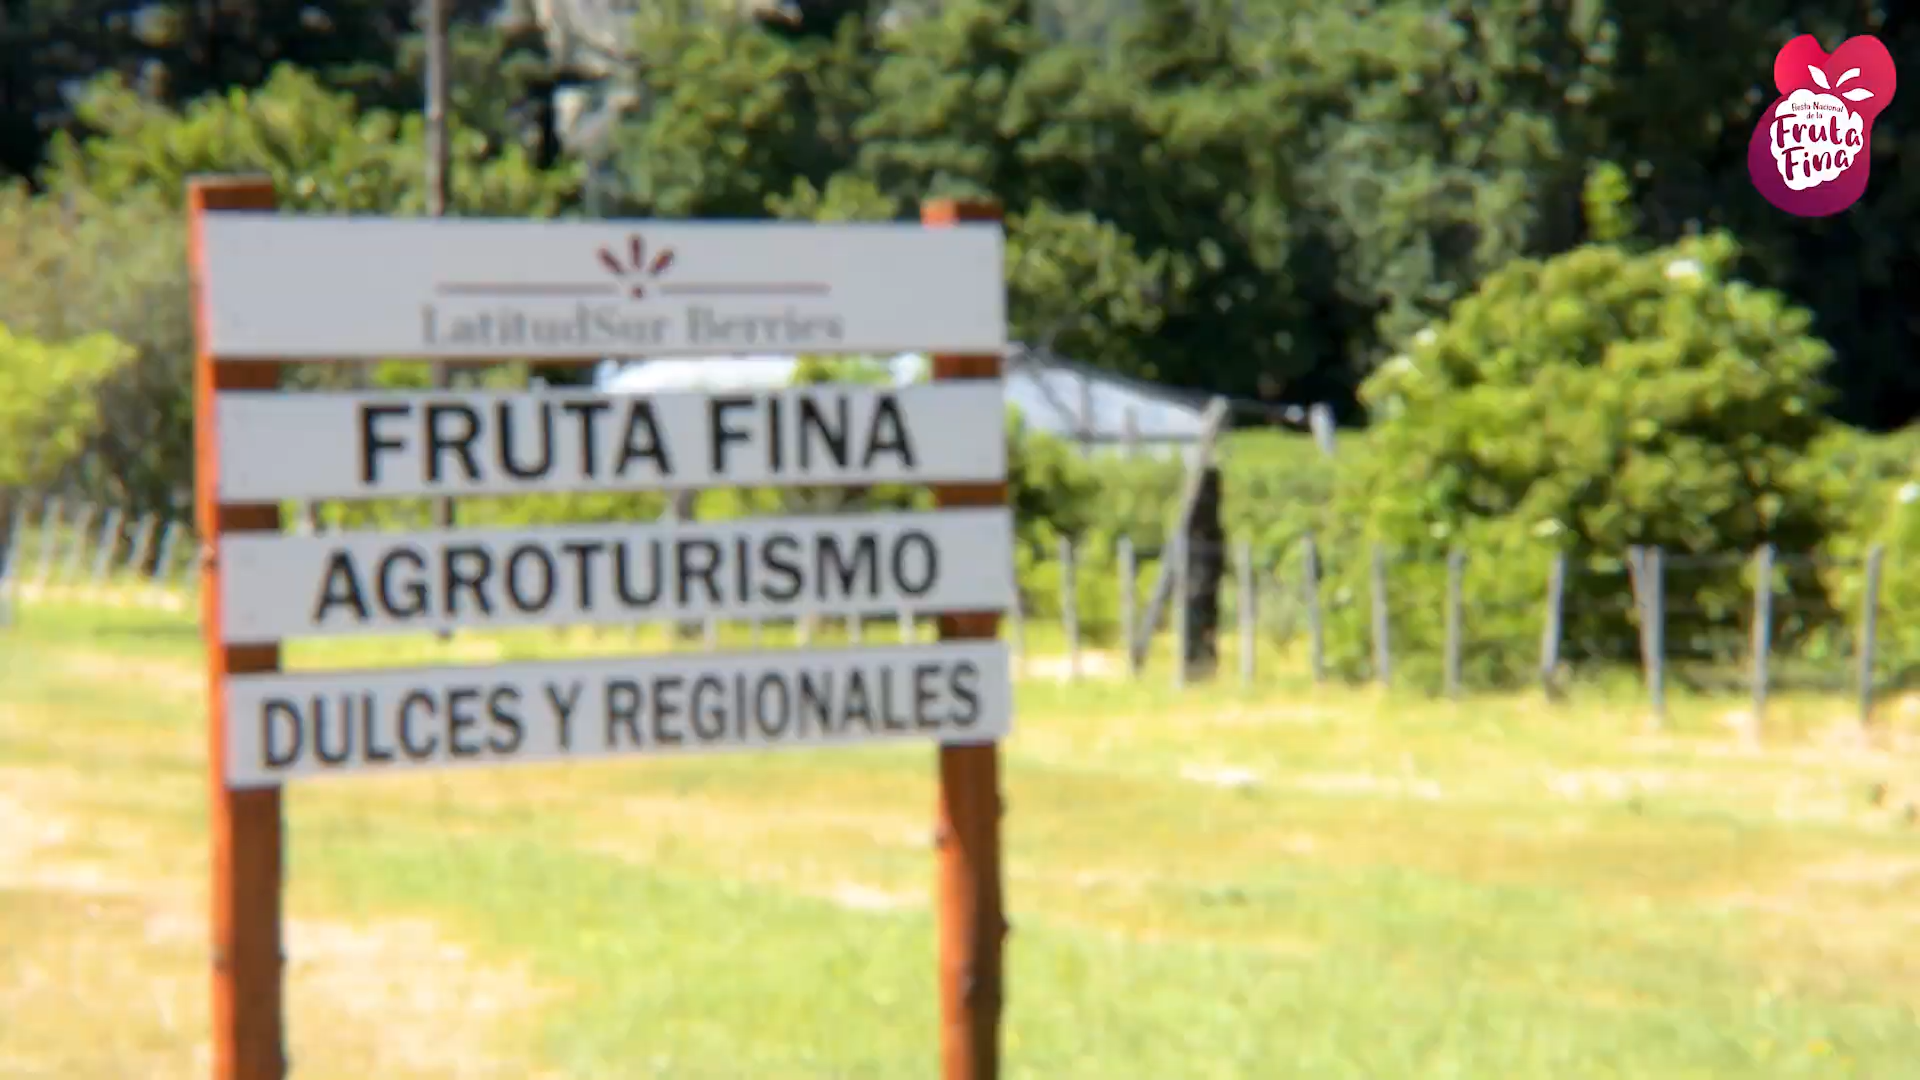 LatitudSur Berries
FRUTA FINA
AGROTURISMO
DULCES Y REGIONALES
Fiesta Nacional
de la
Fruta
Fina